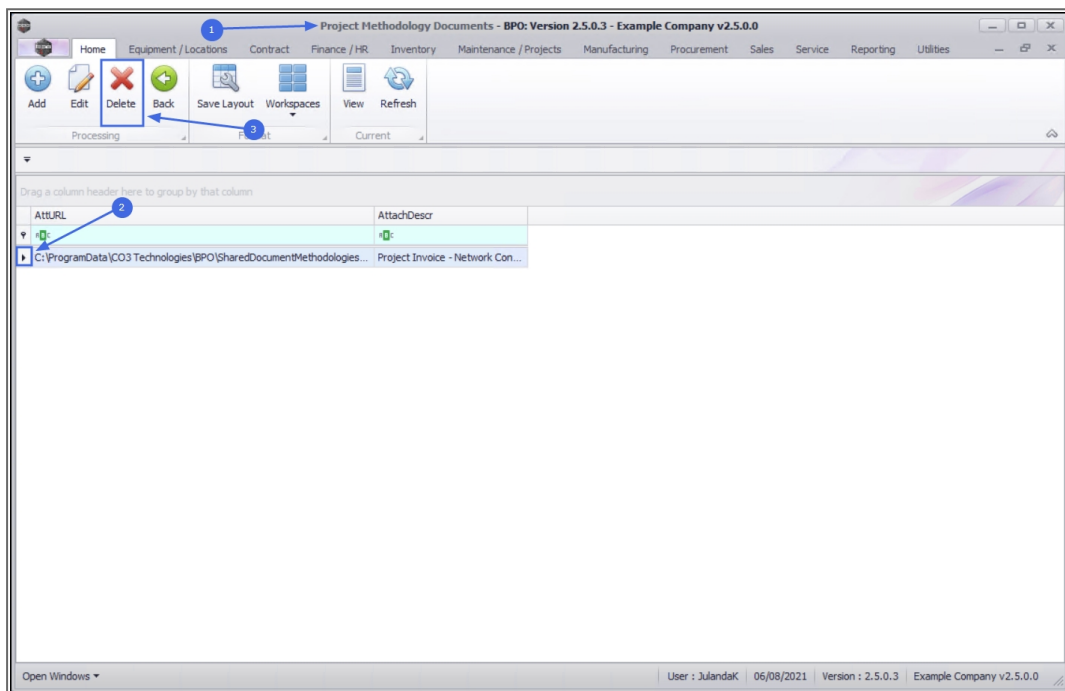 1
Project Methodology Documents - BPO: Version 2.5.0.3 - Example Company v2.5.0.0
Home Equipment / Locations Contract Finance / HR Inventory Maintenance / Projects Manufacturing Procurement Sales Service Reporting Utilities
Add Edit Delete Back Save Layout Workspaces View Refresh
3
Processing Current
Drag a column header here to group by that column
2
AttURL AttachDescr
C:\ProgramData\CO3 Technologies\BPO\SharedDocumentMethodologies... Project Invoice - Network Con...
Open Windows User : JulandaK 06/08/2021 Version : 2.5.0.3 Example Company v2.5.0.0